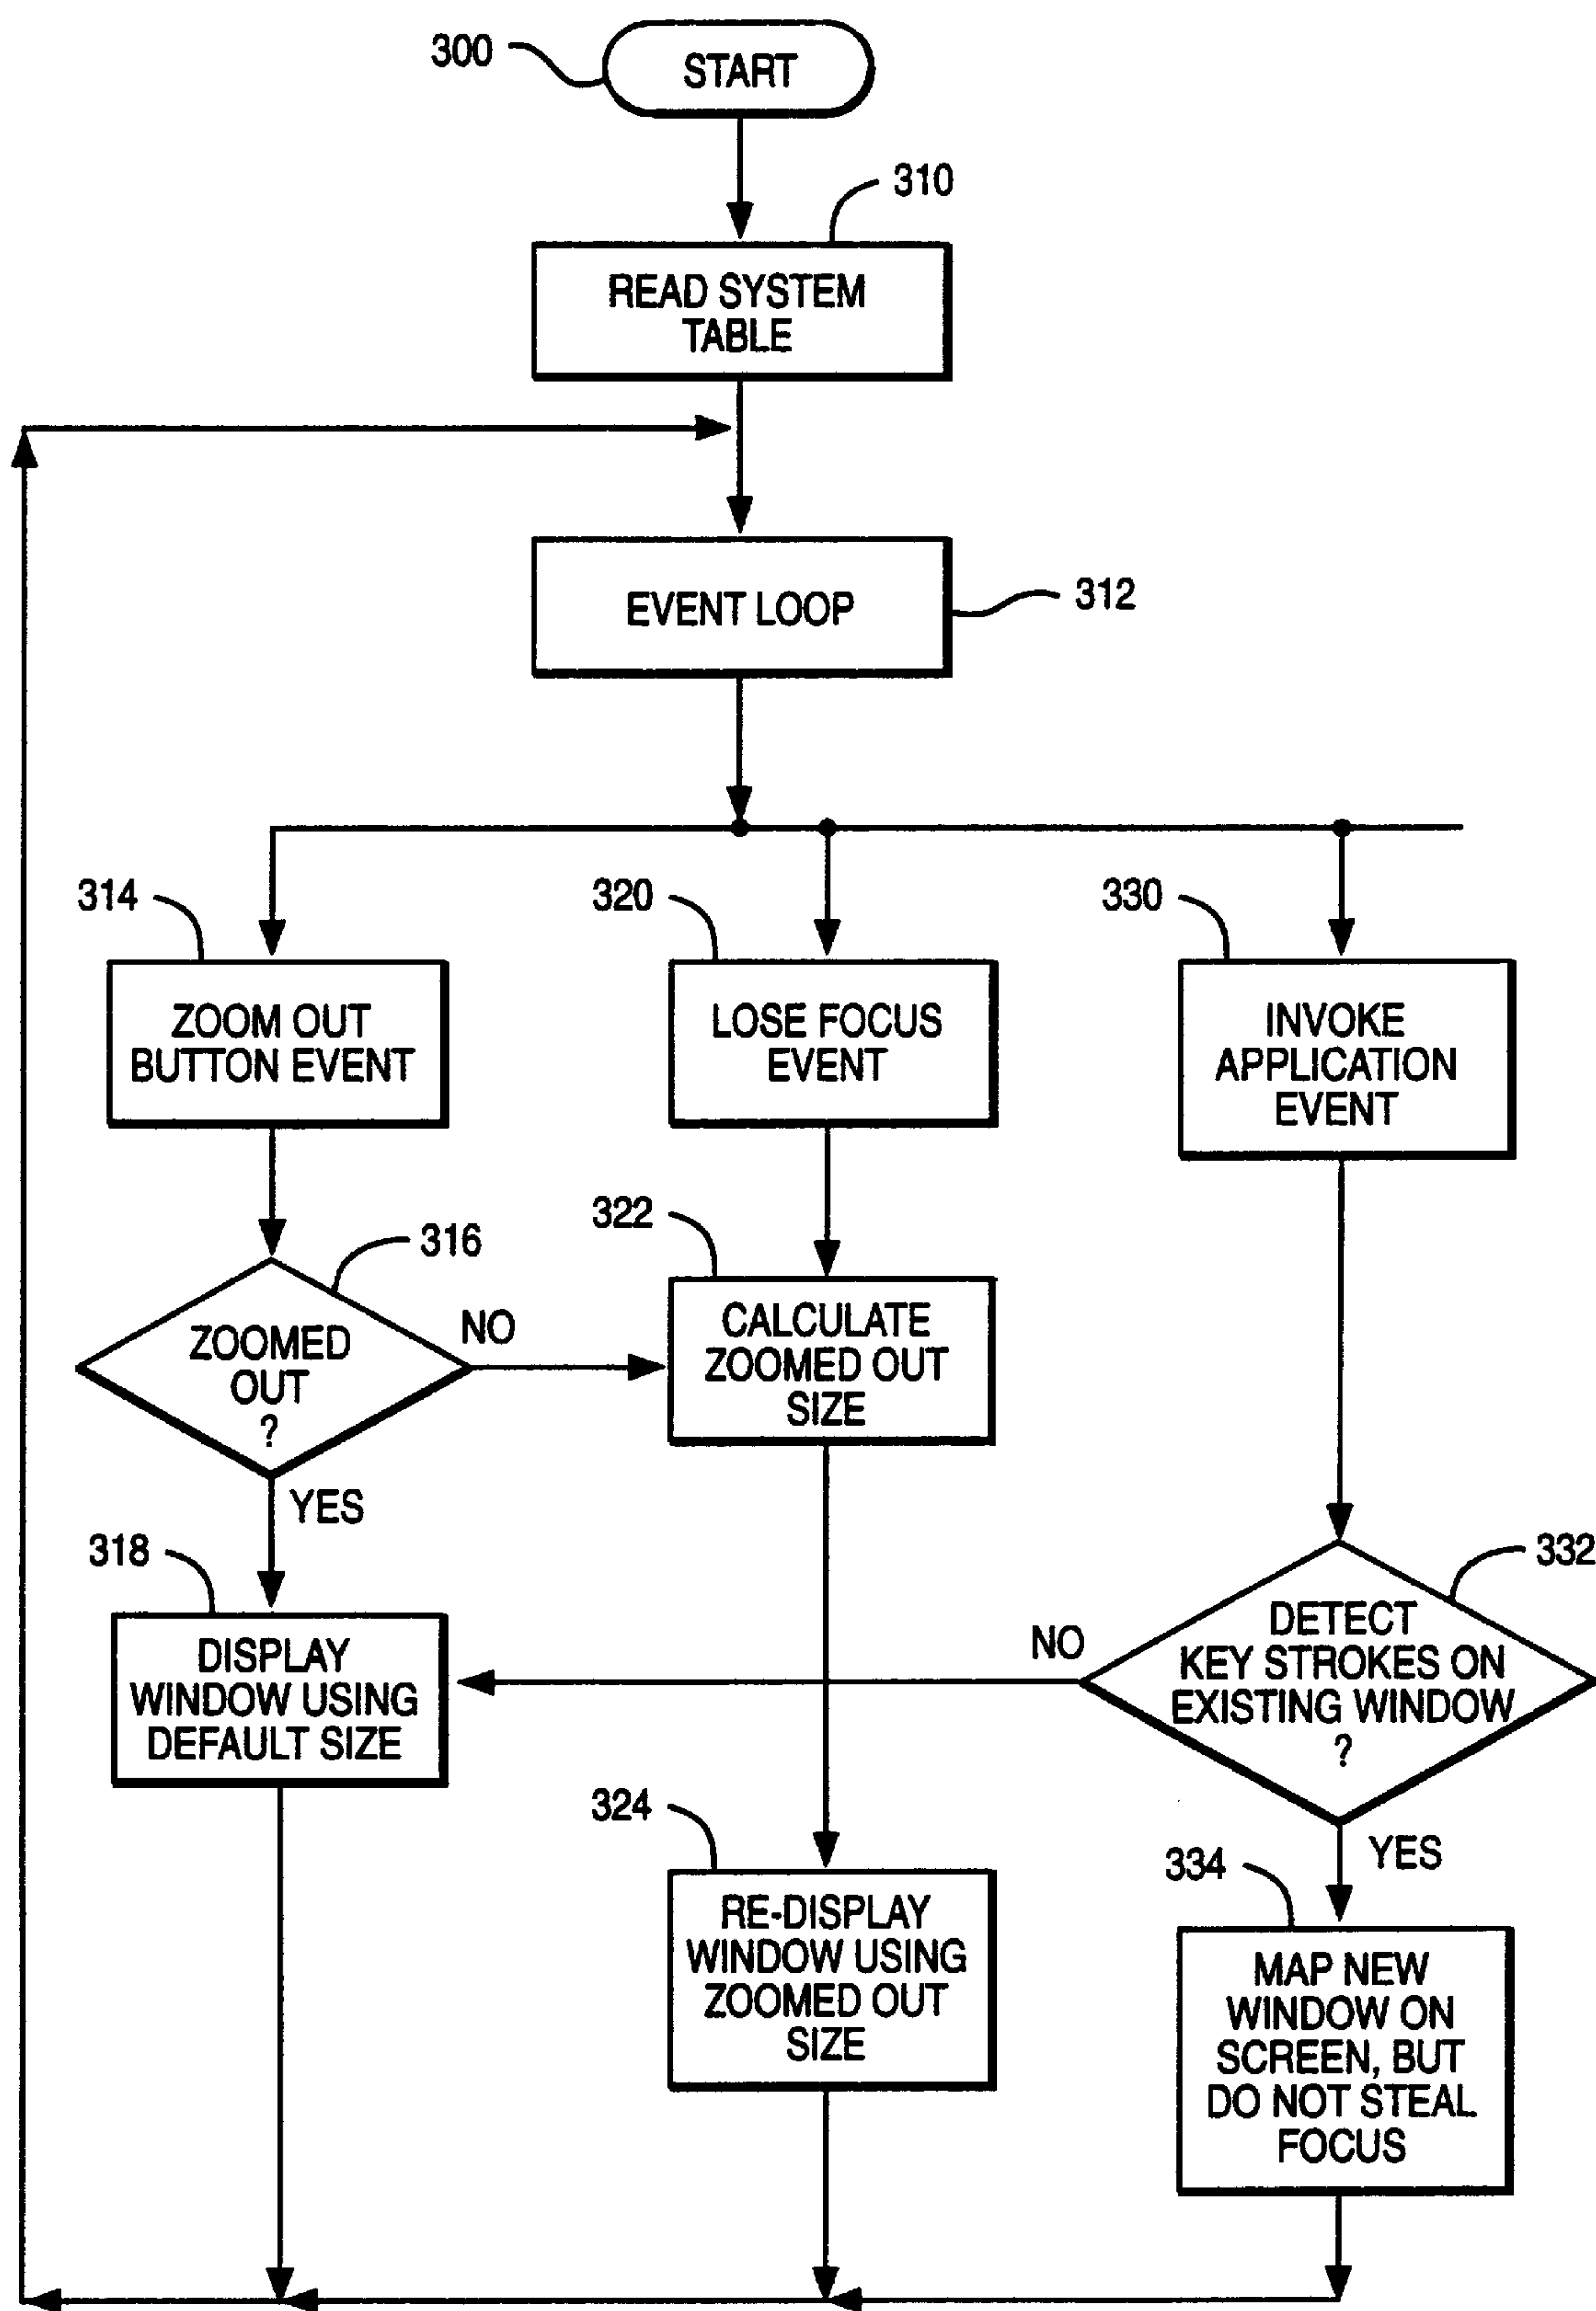 300
START
310
READ SYSTEM
TABLE
EVENT LOOP
312
314
ZOOM OUT
BUTTON EVENT
320
LOSE FOCUS
EVENT
330
INVOKE
APPLICATION
EVENT
316
ZOOMED
OUT
?
NO
YES
322
CALCULATE
ZOOMED OUT
SIZE
332
DETECT
KEY STROKES ON
EXISTING WINDOW
?
NO
YES
318
DISPLAY
WINDOW USING
DEFAULT SIZE
324
RE-DISPLAY
WINDOW USING
ZOOMED OUT
SIZE
334
MAP NEW
WINDOW ON
SCREEN, BUT
DO NOT STEAL
FOCUS